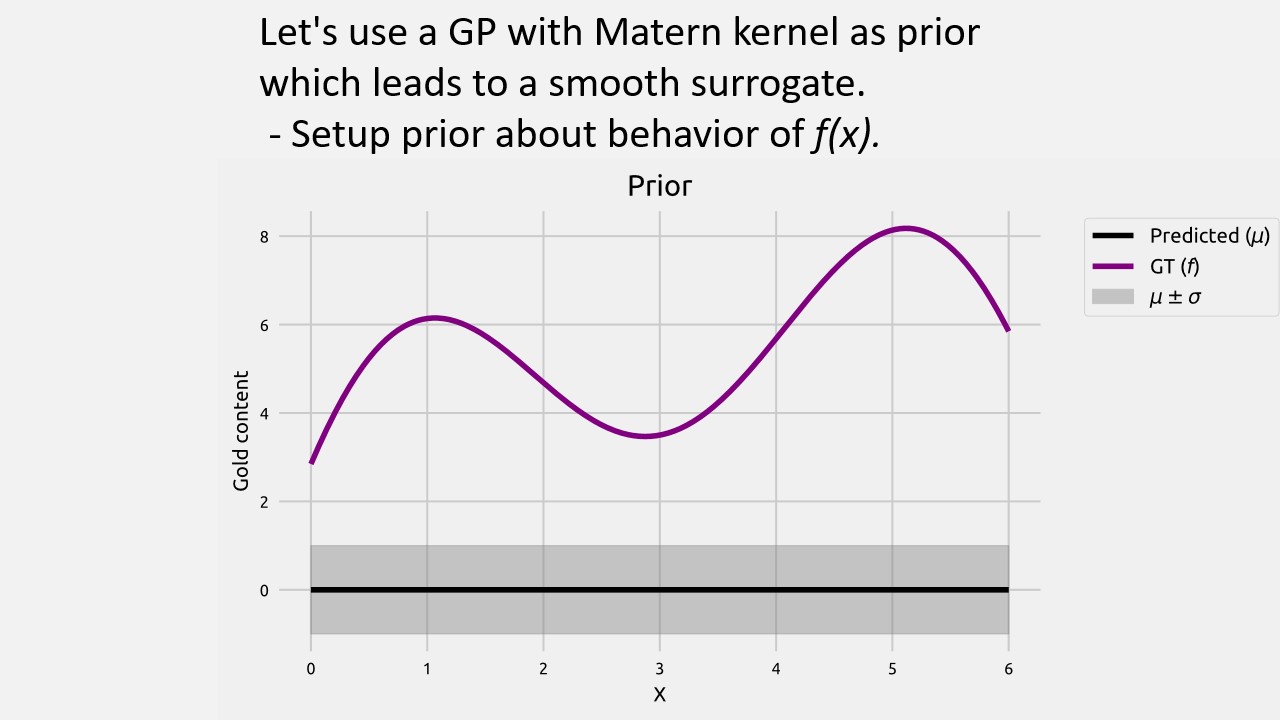 Let's use a GP with Matern kernel as prior
which leads to a smooth surrogate.
- Setup prior about behavior of f(x).
Prior
Predicted (μ)
GT (f)
μ ± σ
Gold content
8
6
4
2
0
0 1 2 3 4 5 6
X